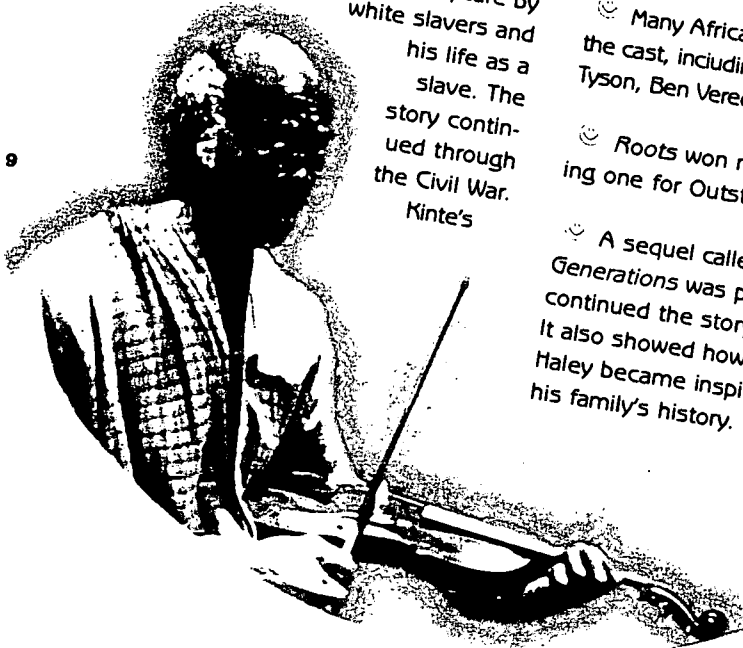 white slavers and
his life as a
slave. The
story contin-
ued through
the Civil War.
Kinte's
9
Many Africa
the cast, includin
Tyson, Ben Veree
Roots won
ing one for Outst
A sequel calle
Generations was p
continued the stor
It also showed how
Haley became inspi
his family's history.